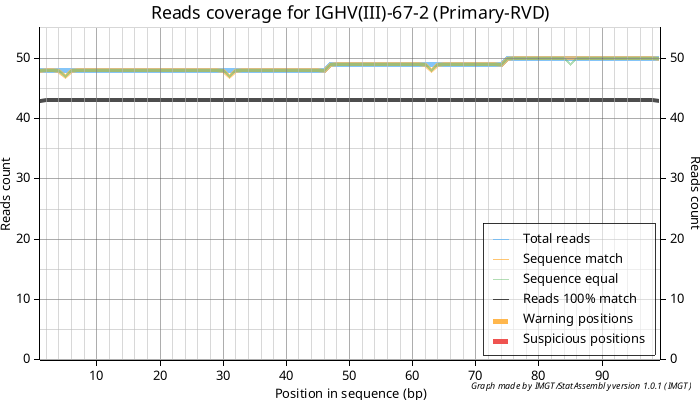 Reads coverage for IGHV(III)-67-2 (Primary-RVD)
50
40
30
20
10
0
Reads count
50
40
30
20
10
0
Reads count
10 20 30 40 50 60 70 80 90
Position in sequence (bp)
Total reads
Sequence match
Sequence equal
Reads 100% match
Warning positions
Suspicious positions
Graph made by IMGT/StatAssembly version 1.0.1 (IMGT)